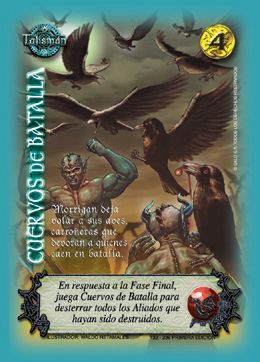 Talismán
4
CUERVOS DE BATALLA
Morrigan deja
volar a sus aves,
carroñeras que
devoran a quienes
caen en batalla.
En respuesta a la Fase Final,
juega Cuervos de Batalla para
desterrar todos los Aliados que
hayan sido destruidos.
ILUSTRADOR: WALDO RETAMALES
PRIMERA EDICIÓN